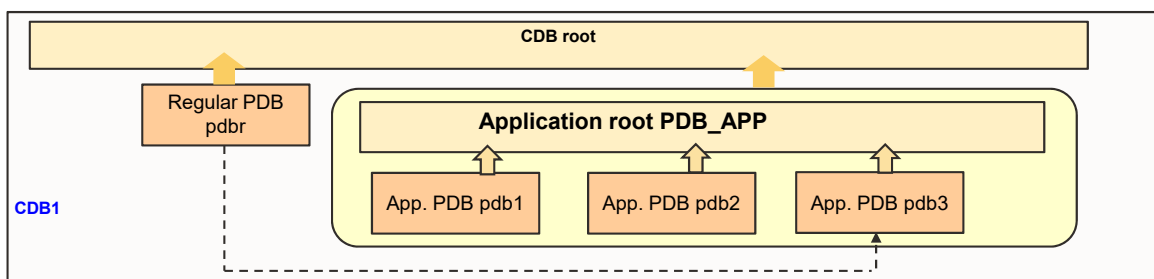 CDB root
Regular PDB
pdbr
Application root PDB_APP
App. PDB pdb1
App. PDB pdb2
App. PDB pdb3
CDB1